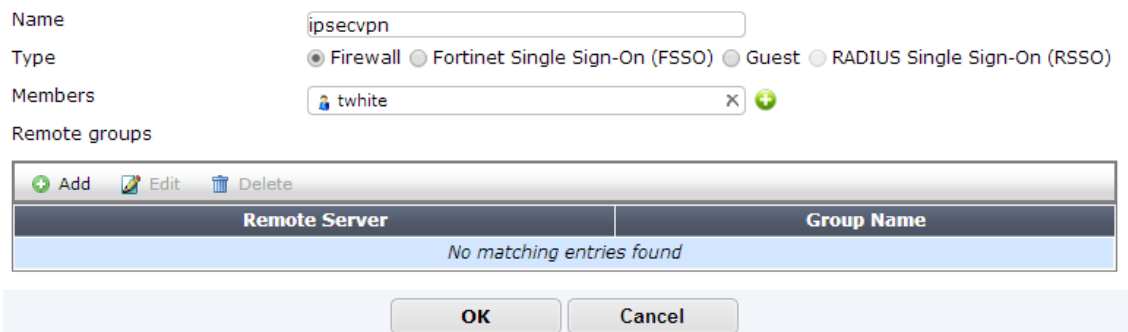 Name ipsecvpn
Type Firewall Fortinet Single Sign-On (FSSO) Guest RADIUS Single Sign-On (RSSO)
Members twhite
Remote groups
Add Edit Delete
Remote Server Group Name
No matching entries found
OK Cancel